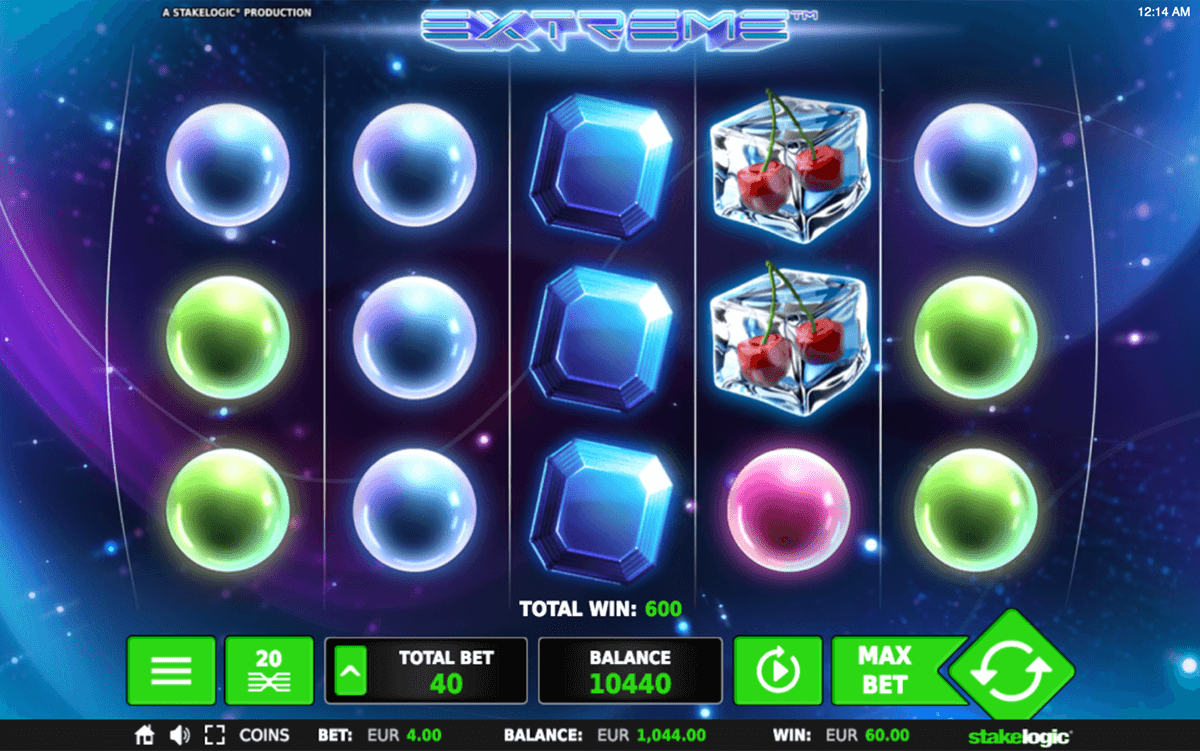 A STAKELOGIC® PRODUCTION
EXTREME™
12:14 AM
TOTAL WIN: 600
20
TOTAL BET
40
BALANCE
10440
MAX
BET
COINS BET: EUR 4.00 BALANCE: EUR 1,044.00 WIN: EUR 60.00 stakelogic®